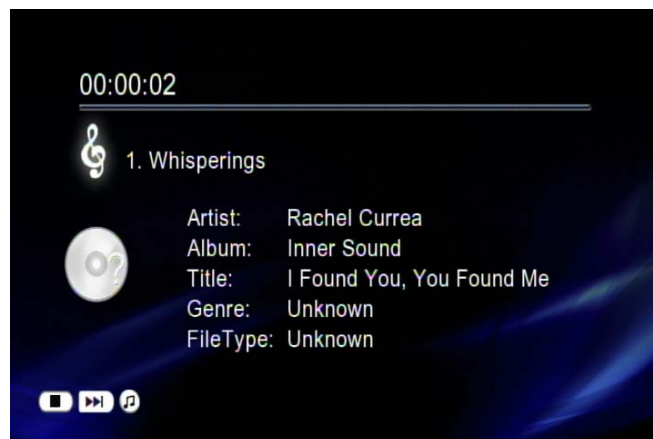 00:00:02
1. Whisperings
Artist: Rachel Currea
Album: Inner Sound
Title: I Found You, You Found Me
Genre: Unknown
FileType: Unknown